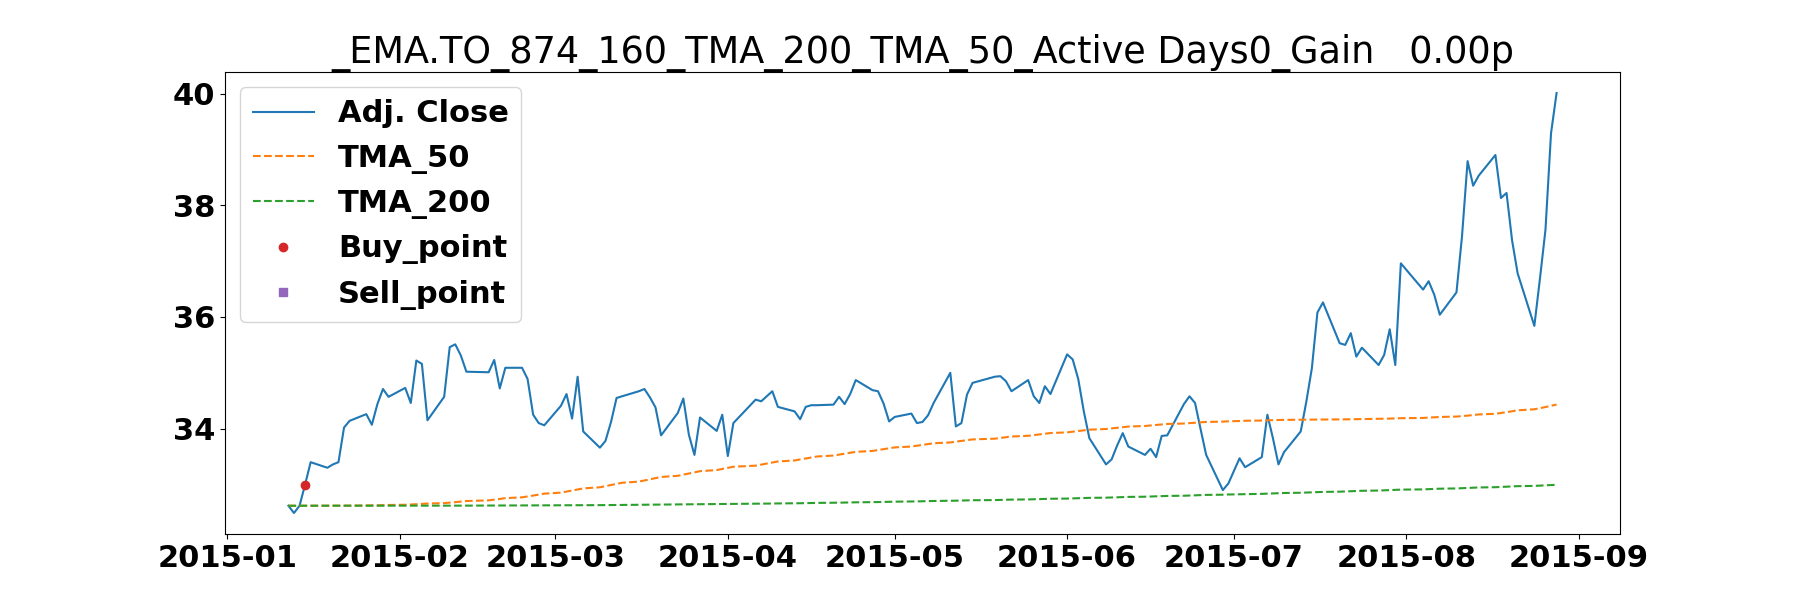 _EMA.TO_874_160_TMA_200_TMA_50_Active Days0_Gain   0.00p
40
38
36
34
Adj. Close
TMA_50
TMA_200
Buy_point
Sell_point
2015-01 2015-02 2015-03 2015-04 2015-05 2015-06 2015-07 2015-08 2015-09